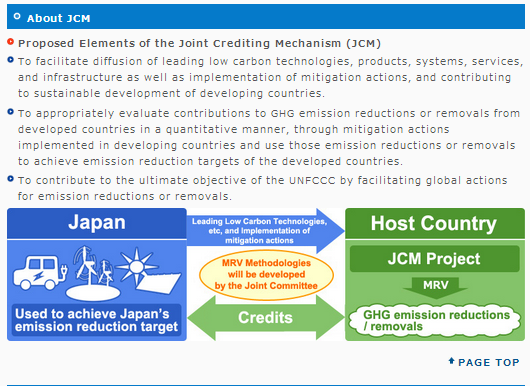 About JCM
Proposed Elements of the Joint Crediting Mechanism (JCM)
To facilitate diffusion of leading low carbon technologies, products, systems, services,
and infrastructure as well as implementation of mitigation actions, and contributing
to sustainable development of developing countries.
To appropriately evaluate contributions to GHG emission reductions or removals from
developed countries in a quantitative manner, through mitigation actions
implemented in developing countries and use those emission reductions or removals
to achieve emission reduction targets of the developed countries.
To contribute to the ultimate objective of the UNFCCC by facilitating global actions
for emission reductions or removals.
Japan
Used to achieve Japan's
emission reduction target
Leading Low Carbon Technologies,
etc, and Implementation of
mitigation actions
MRV Methodologies
will be developed
by the Joint Committee
Credits
Host Country
JCM Project
MRV
GHG emission reductions
/ removals
PAGE TOP